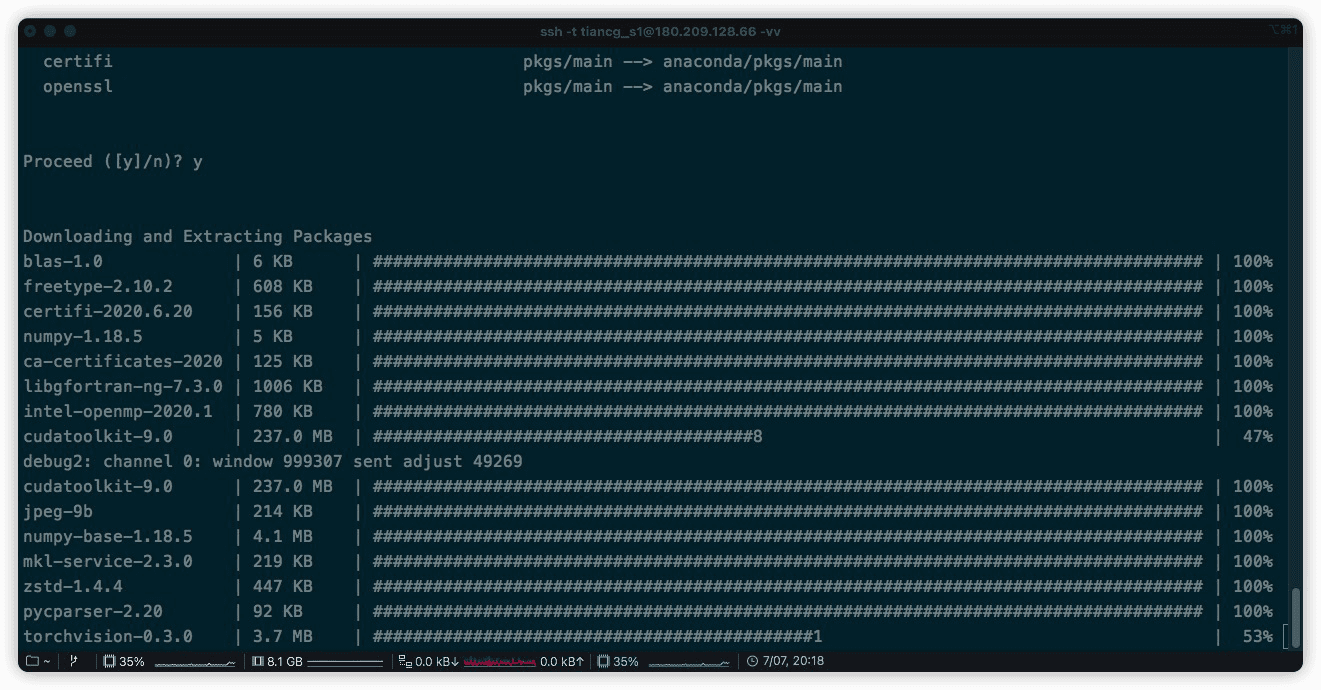 ssh -t tiancg_s1@180.209.128.66 -vv
⌥⌘1
certifi pkgs/main --> anaconda/pkgs/main
openssl pkgs/main --> anaconda/pkgs/main
Proceed ([y]/n)? y
Downloading and Extracting Packages
blas-1.0 | 6 KB | ################################################################################### | 100%
freetype-2.10.2 | 608 KB | ################################################################################### | 100%
certifi-2020.6.20 | 156 KB | ################################################################################### | 100%
numpy-1.18.5 | 5 KB | ################################################################################### | 100%
ca-certificates-2020 | 125 KB | ################################################################################### | 100%
libgfortran-ng-7.3.0 | 1006 KB | ################################################################################### | 100%
intel-openmp-2020.1 | 780 KB | ################################################################################### | 100%
cudatoolkit-9.0 | 237.0 MB | ######################################8 | 47%
debug2: channel 0: window 999307 sent adjust 49269
cudatoolkit-9.0 | 237.0 MB | ################################################################################### | 100%
jpeg-9b | 214 KB | ################################################################################### | 100%
numpy-base-1.18.5 | 4.1 MB | ################################################################################### | 100%
mkl-service-2.3.0 | 219 KB | ################################################################################### | 100%
zstd-1.4.4 | 447 KB | ################################################################################### | 100%
pycparser-2.20 | 92 KB | ################################################################################### | 100%
torchvision-0.3.0 | 3.7 MB | ############################################1 | 53%
~ 35% 8.1 GB 0.0 kB↓ 0.0 kB↑ 35% 7/07, 20:18